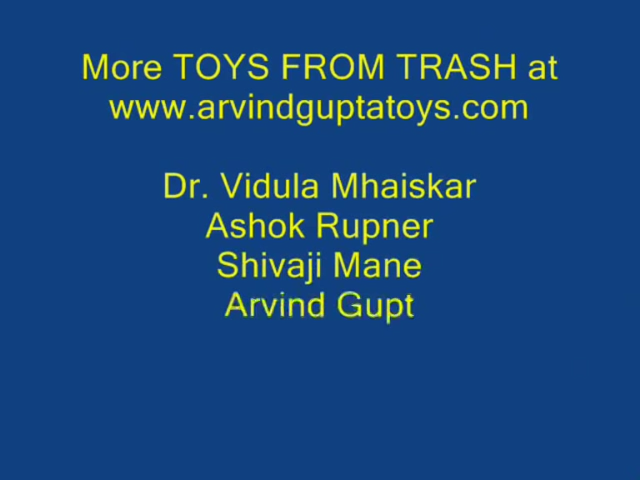 More TOYS FROM TRASH at
www.arvindguptatoys.com
Dr. Vidula Mhaiskar
Ashok Rupner
Shivaji Mane
Arvind Gupt